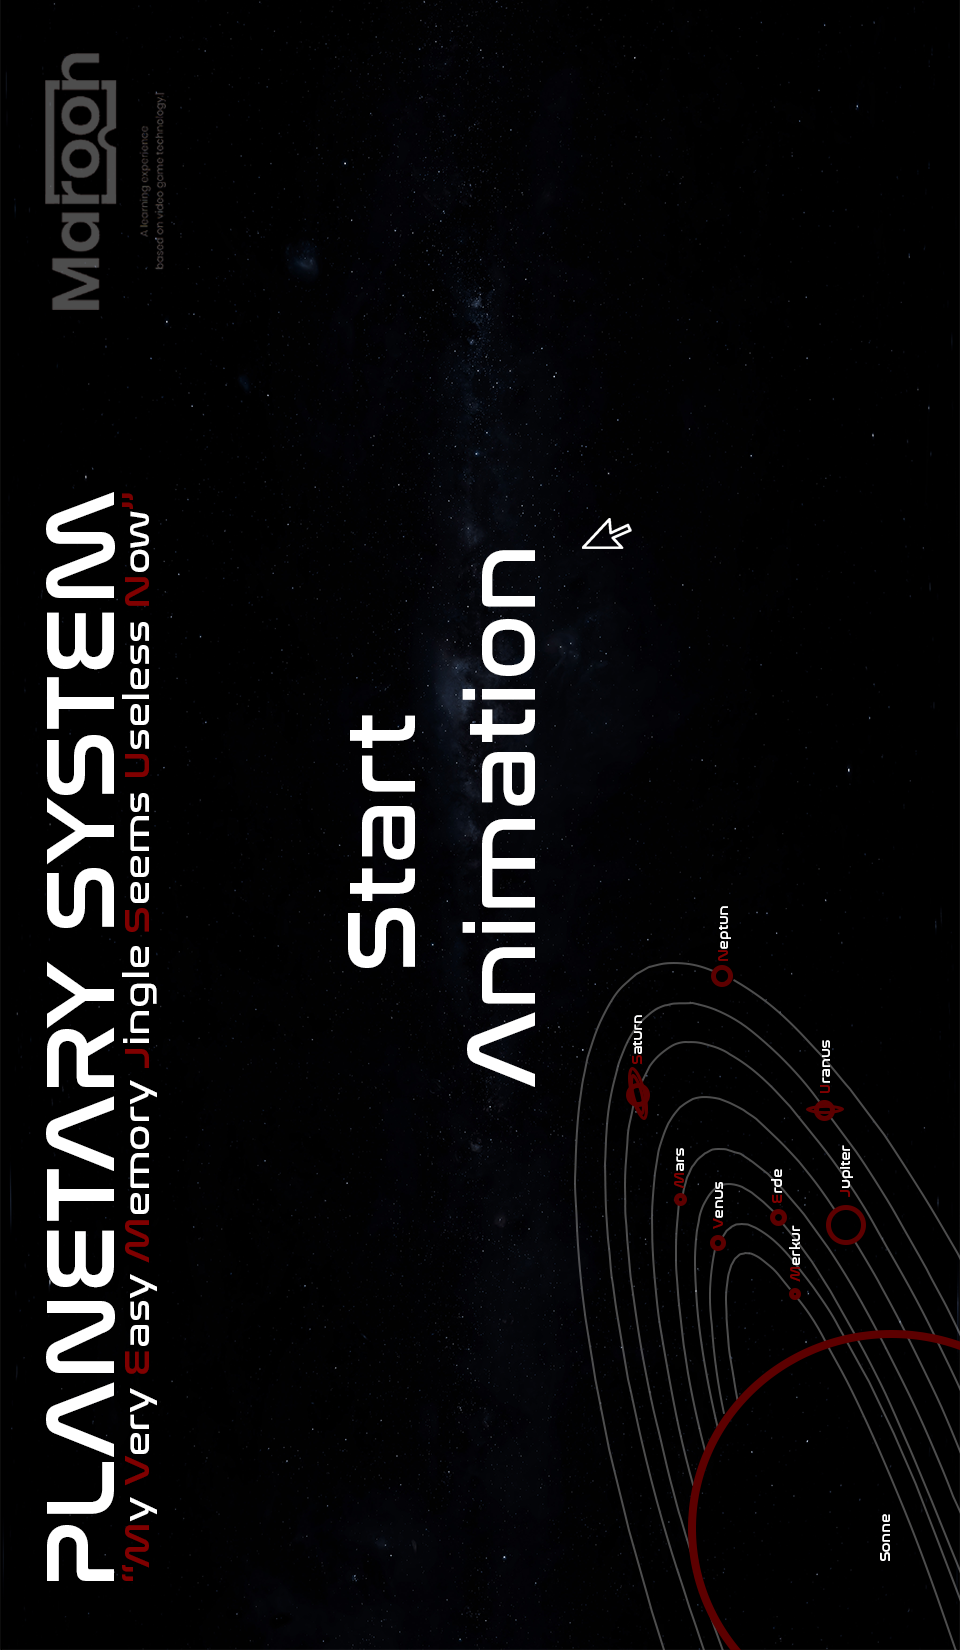 PLANETARY SYSTEM
“My Very Easy Memory Jingle Seems Useless Now”
Maroon
A learning experience
based on video game technology.
Start
Animation
Neptun
Saturn
Uranus
Mars
Jupiter
Venus
Erde
Merkur
Sonne